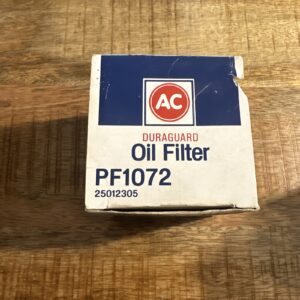 AC
DURAGUARD
Oil Filter
PF1072
25012305